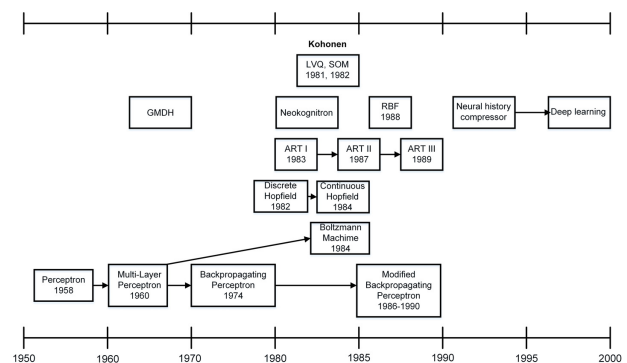 Kohonen
LVQ, SOM
1981, 1982
GMDH
Neokognitron
RBF
1988
Neural history
compressor
Deep learning
ART I
1983
ART II
1987
ART III
1989
Discrete
Hopfield
1982
Continuous
Hopfield
1984
Boltzmann
Machime
1984
Perceptron
1958
Multi-Layer
Perceptron
1960
Backpropagating
Perceptron
1974
Modified
Backpropagating
Perceptron
1986-1990
1950
1960
1970
1980
1985
1990
1995
2000